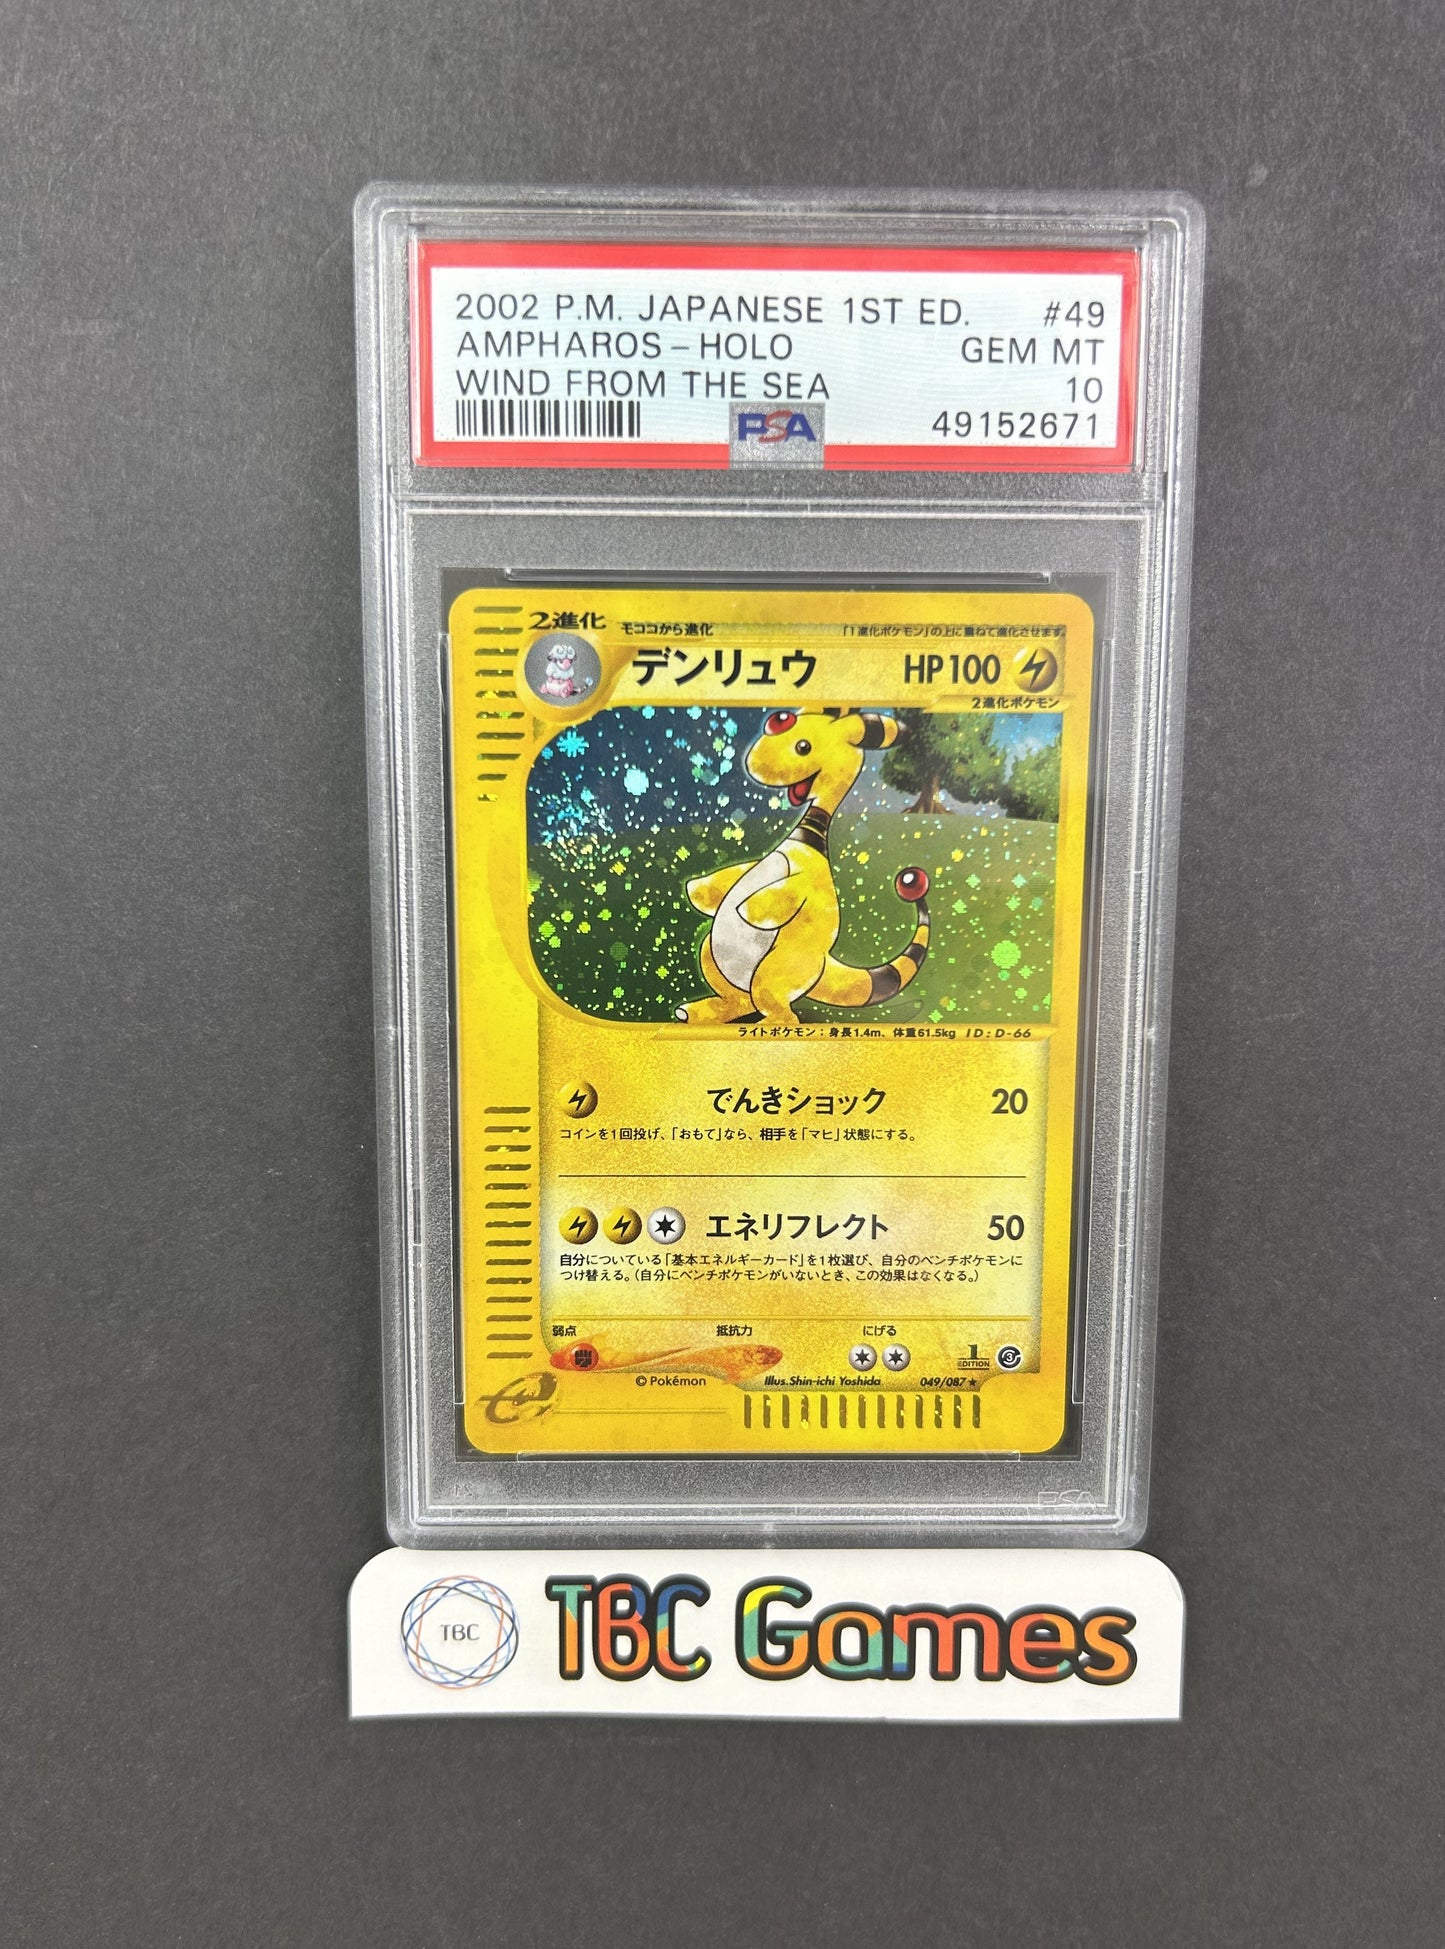 2002 P.M. JAPANESE 1ST ED. #49
AMPHAROS - HOLO GEM MT
WIND FROM THE SEA 10
PSA 49152671
2進化 モココから進化 「1進化ポケモン」の上に重ねて進化させます。
デンリュウ HP100
2進化ポケモン
ライトポケモン：身長1.4m、体重61.5kg ID：D-66
でんきショック 20
コインを1回投げ、「おもて」なら、相手を「マヒ」状態にする。
エネリフレクト 50
自分についている「基本エネルギーカード」を1枚選び、自分のベンチポケモンに
つけ替える。（自分にベンチポケモンがいないとき、この効果はなくなる。）
弱点 抵抗力 にげる
1 EDITION 3
© Pokémon Illus.Shin-ichi Yoshida 049/087★
e
PSA
TBC TBC Games